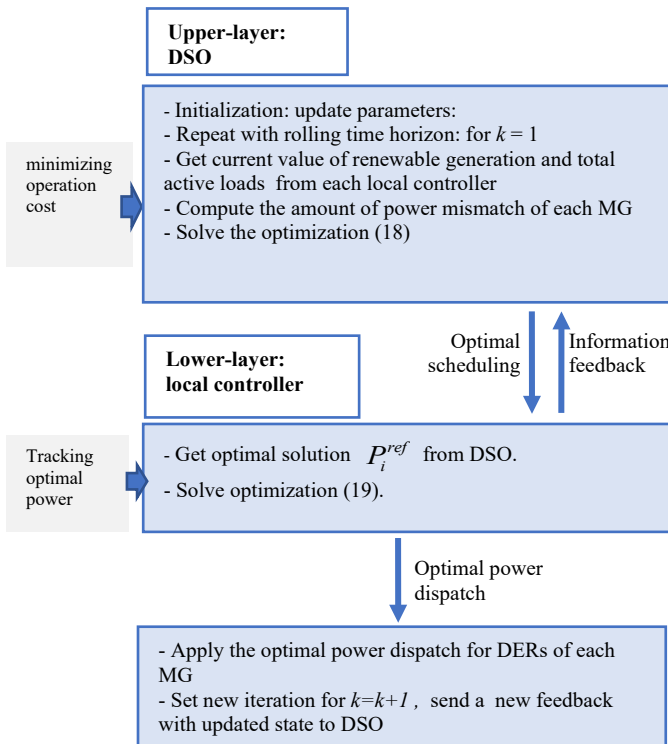 Upper-layer:
DSO
minimizing
operation
cost
- Initialization: update parameters:
- Repeat with rolling time horizon: for k = 1
- Get current value of renewable generation and total
active loads from each local controller
- Compute the amount of power mismatch of each MG
- Solve the optimization (18)
Optimal
scheduling
Information
feedback
Lower-layer:
local controller
Tracking
optimal
power
- Get optimal solution P_i^{ref} from DSO.
- Solve optimization (19).
Optimal power
dispatch
- Apply the optimal power dispatch for DERs of each
MG
- Set new iteration for k=k+1 , send a new feedback
with updated state to DSO